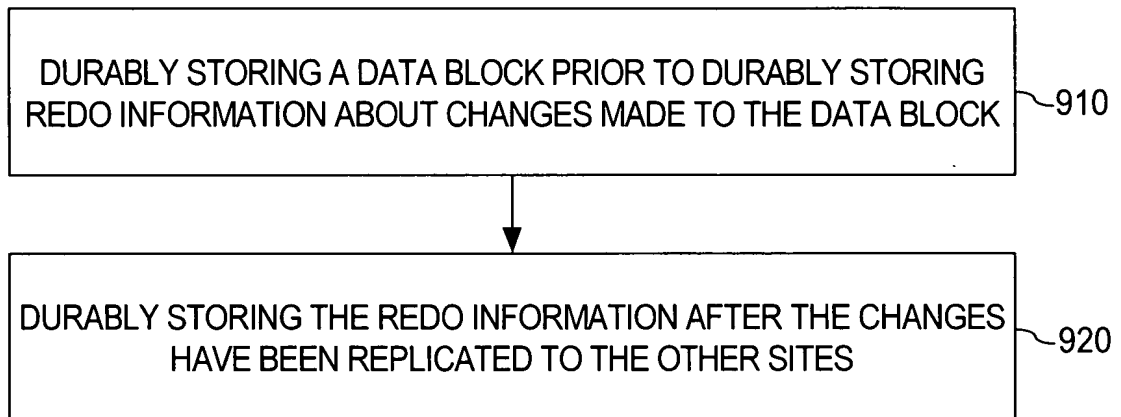 DURABLY STORING A DATA BLOCK PRIOR TO DURABLY STORING
REDO INFORMATION ABOUT CHANGES MADE TO THE DATA BLOCK
910
DURABLY STORING THE REDO INFORMATION AFTER THE CHANGES
HAVE BEEN REPLICATED TO THE OTHER SITES
920